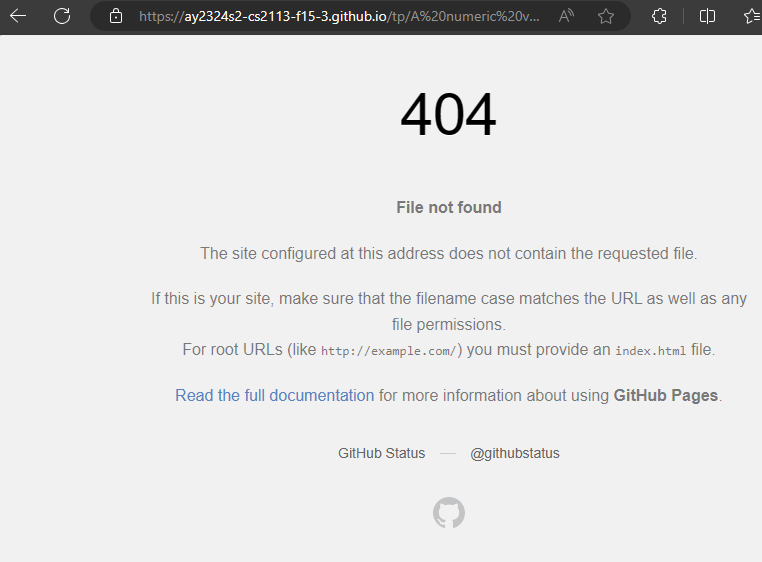 https://ay2324s2-cs2113-f15-3.github.io/tp/A%20numeric%20v...
404
File not found
The site configured at this address does not contain the requested file.
If this is your site, make sure that the filename case matches the URL as well as any
file permissions.
For root URLs (like http://example.com/) you must provide an index.html file.
Read the full documentation for more information about using GitHub Pages.
GitHub Status — @githubstatus